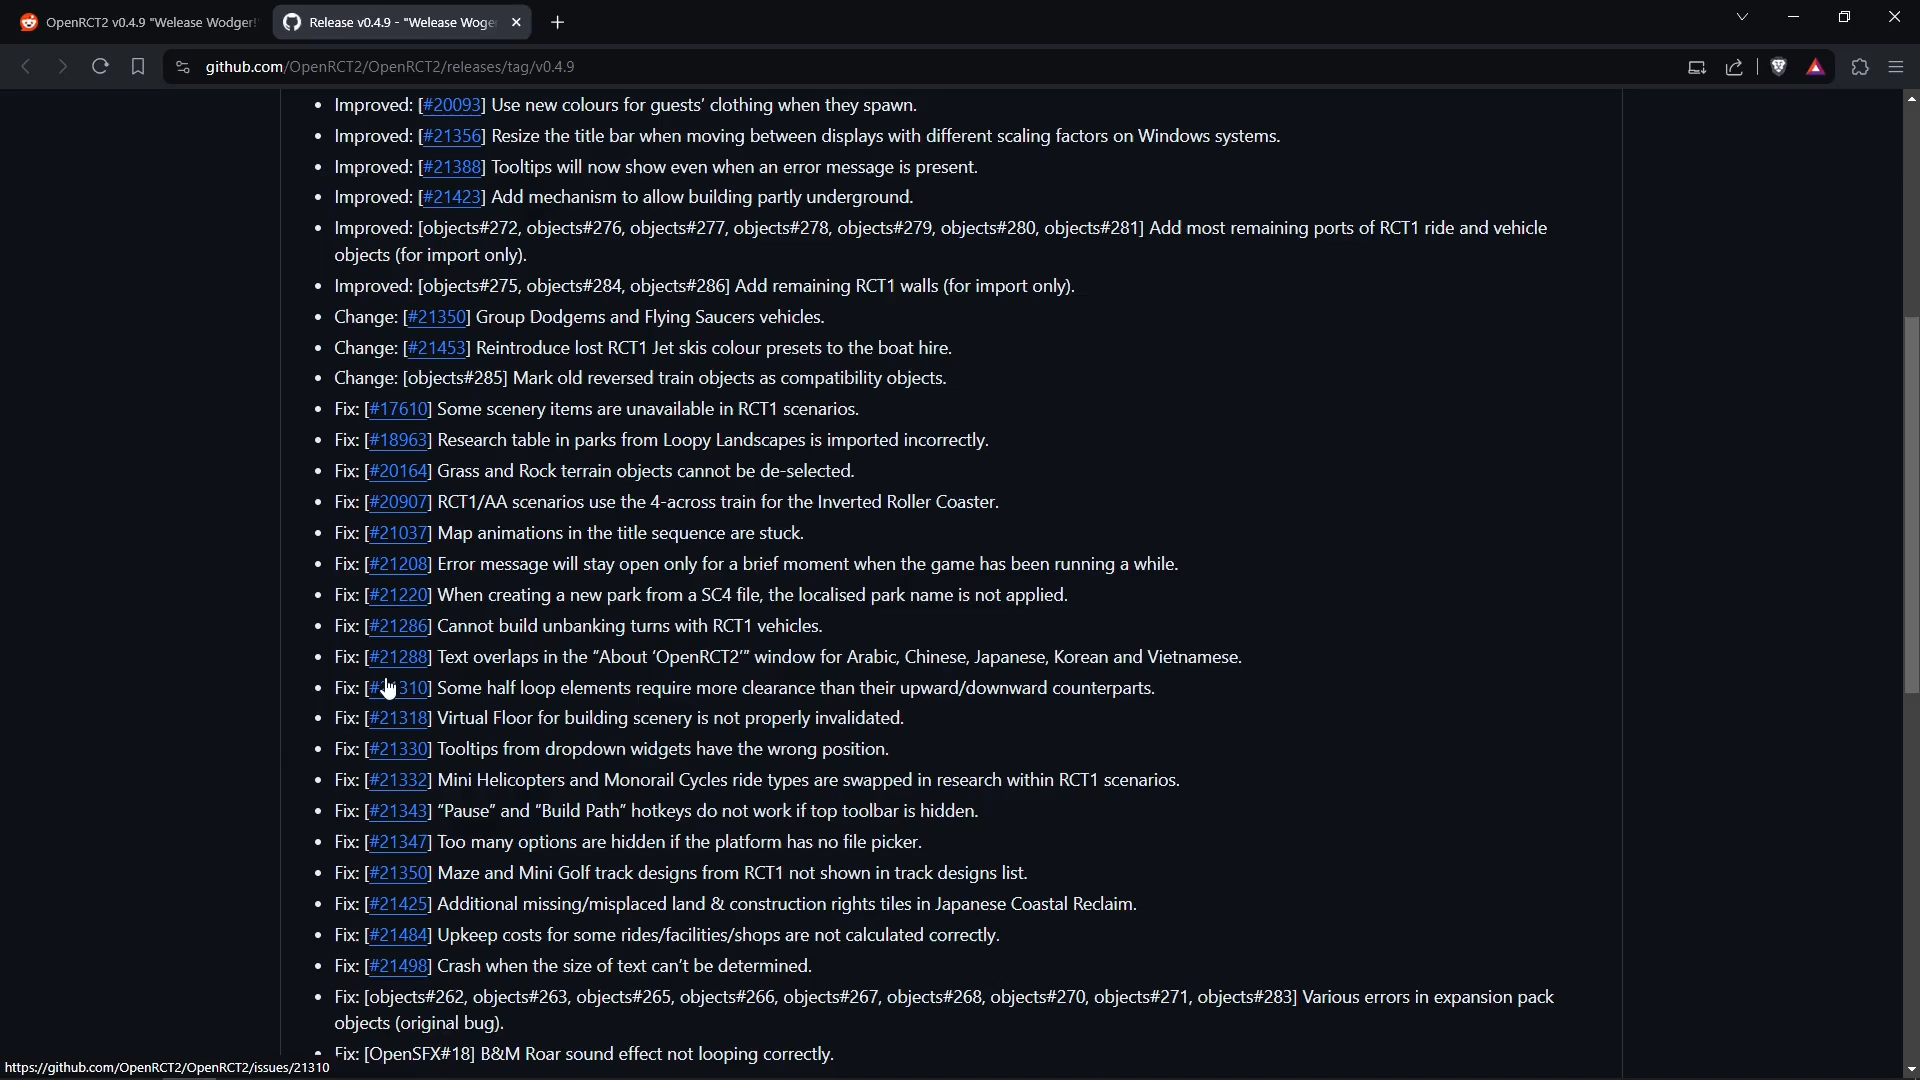 OpenRCT2 v0.4.9 "Welease Wodger!"
Release v0.4.9 - "Welease Woge
github.com/OpenRCT2/OpenRCT2/releases/tag/v0.4.9
• Improved: [#20093] Use new colours for guests’ clothing when they spawn.
• Improved: [#21356] Resize the title bar when moving between displays with different scaling factors on Windows systems.
• Improved: [#21388] Tooltips will now show even when an error message is present.
• Improved: [#21423] Add mechanism to allow building partly underground.
• Improved: [objects#272, objects#276, objects#277, objects#278, objects#279, objects#280, objects#281] Add most remaining ports of RCT1 ride and vehicle
objects (for import only).
• Improved: [objects#275, objects#284, objects#286] Add remaining RCT1 walls (for import only).
• Change: [#21350] Group Dodgems and Flying Saucers vehicles.
• Change: [#21453] Reintroduce lost RCT1 Jet skis colour presets to the boat hire.
• Change: [objects#285] Mark old reversed train objects as compatibility objects.
• Fix: [#17610] Some scenery items are unavailable in RCT1 scenarios.
• Fix: [#18963] Research table in parks from Loopy Landscapes is imported incorrectly.
• Fix: [#20164] Grass and Rock terrain objects cannot be de-selected.
• Fix: [#20907] RCT1/AA scenarios use the 4-across train for the Inverted Roller Coaster.
• Fix: [#21037] Map animations in the title sequence are stuck.
• Fix: [#21208] Error message will stay open only for a brief moment when the game has been running a while.
• Fix: [#21220] When creating a new park from a SC4 file, the localised park name is not applied.
• Fix: [#21286] Cannot build unbanking turns with RCT1 vehicles.
• Fix: [#21288] Text overlaps in the “About ‘OpenRCT2’” window for Arabic, Chinese, Japanese, Korean and Vietnamese.
• Fix: [#21310] Some half loop elements require more clearance than their upward/downward counterparts.
• Fix: [#21318] Virtual Floor for building scenery is not properly invalidated.
• Fix: [#21330] Tooltips from dropdown widgets have the wrong position.
• Fix: [#21332] Mini Helicopters and Monorail Cycles ride types are swapped in research within RCT1 scenarios.
• Fix: [#21343] “Pause” and “Build Path” hotkeys do not work if top toolbar is hidden.
• Fix: [#21347] Too many options are hidden if the platform has no file picker.
• Fix: [#21350] Maze and Mini Golf track designs from RCT1 not shown in track designs list.
• Fix: [#21425] Additional missing/misplaced land & construction rights tiles in Japanese Coastal Reclaim.
• Fix: [#21484] Upkeep costs for some rides/facilities/shops are not calculated correctly.
• Fix: [#21498] Crash when the size of text can’t be determined.
• Fix: [objects#262, objects#263, objects#265, objects#266, objects#267, objects#268, objects#270, objects#271, objects#283] Various errors in expansion pack
objects (original bug).
• Fix: [OpenSFX#18] B&M Roar sound effect not looping correctly.
https://github.com/OpenRCT2/OpenRCT2/issues/21310